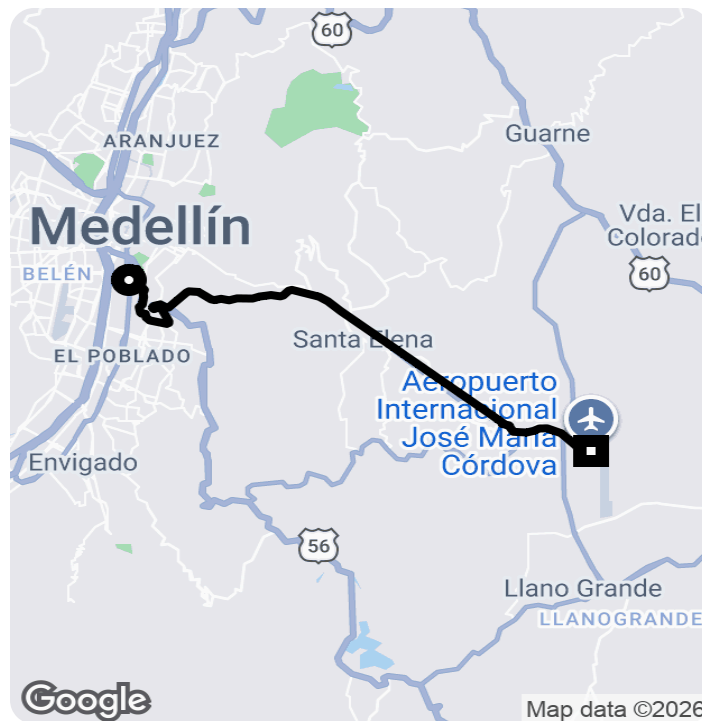 60
Guarne
ARANJUEZ
Vda. El
Colorado
Medellín
60
BELÉN
Santa Elena
EL POBLADO
Aeropuerto
Internacional
José María
Córdova
Envigado
56
Llano Grande
LLANOGRANDE
Google
Map data ©2026